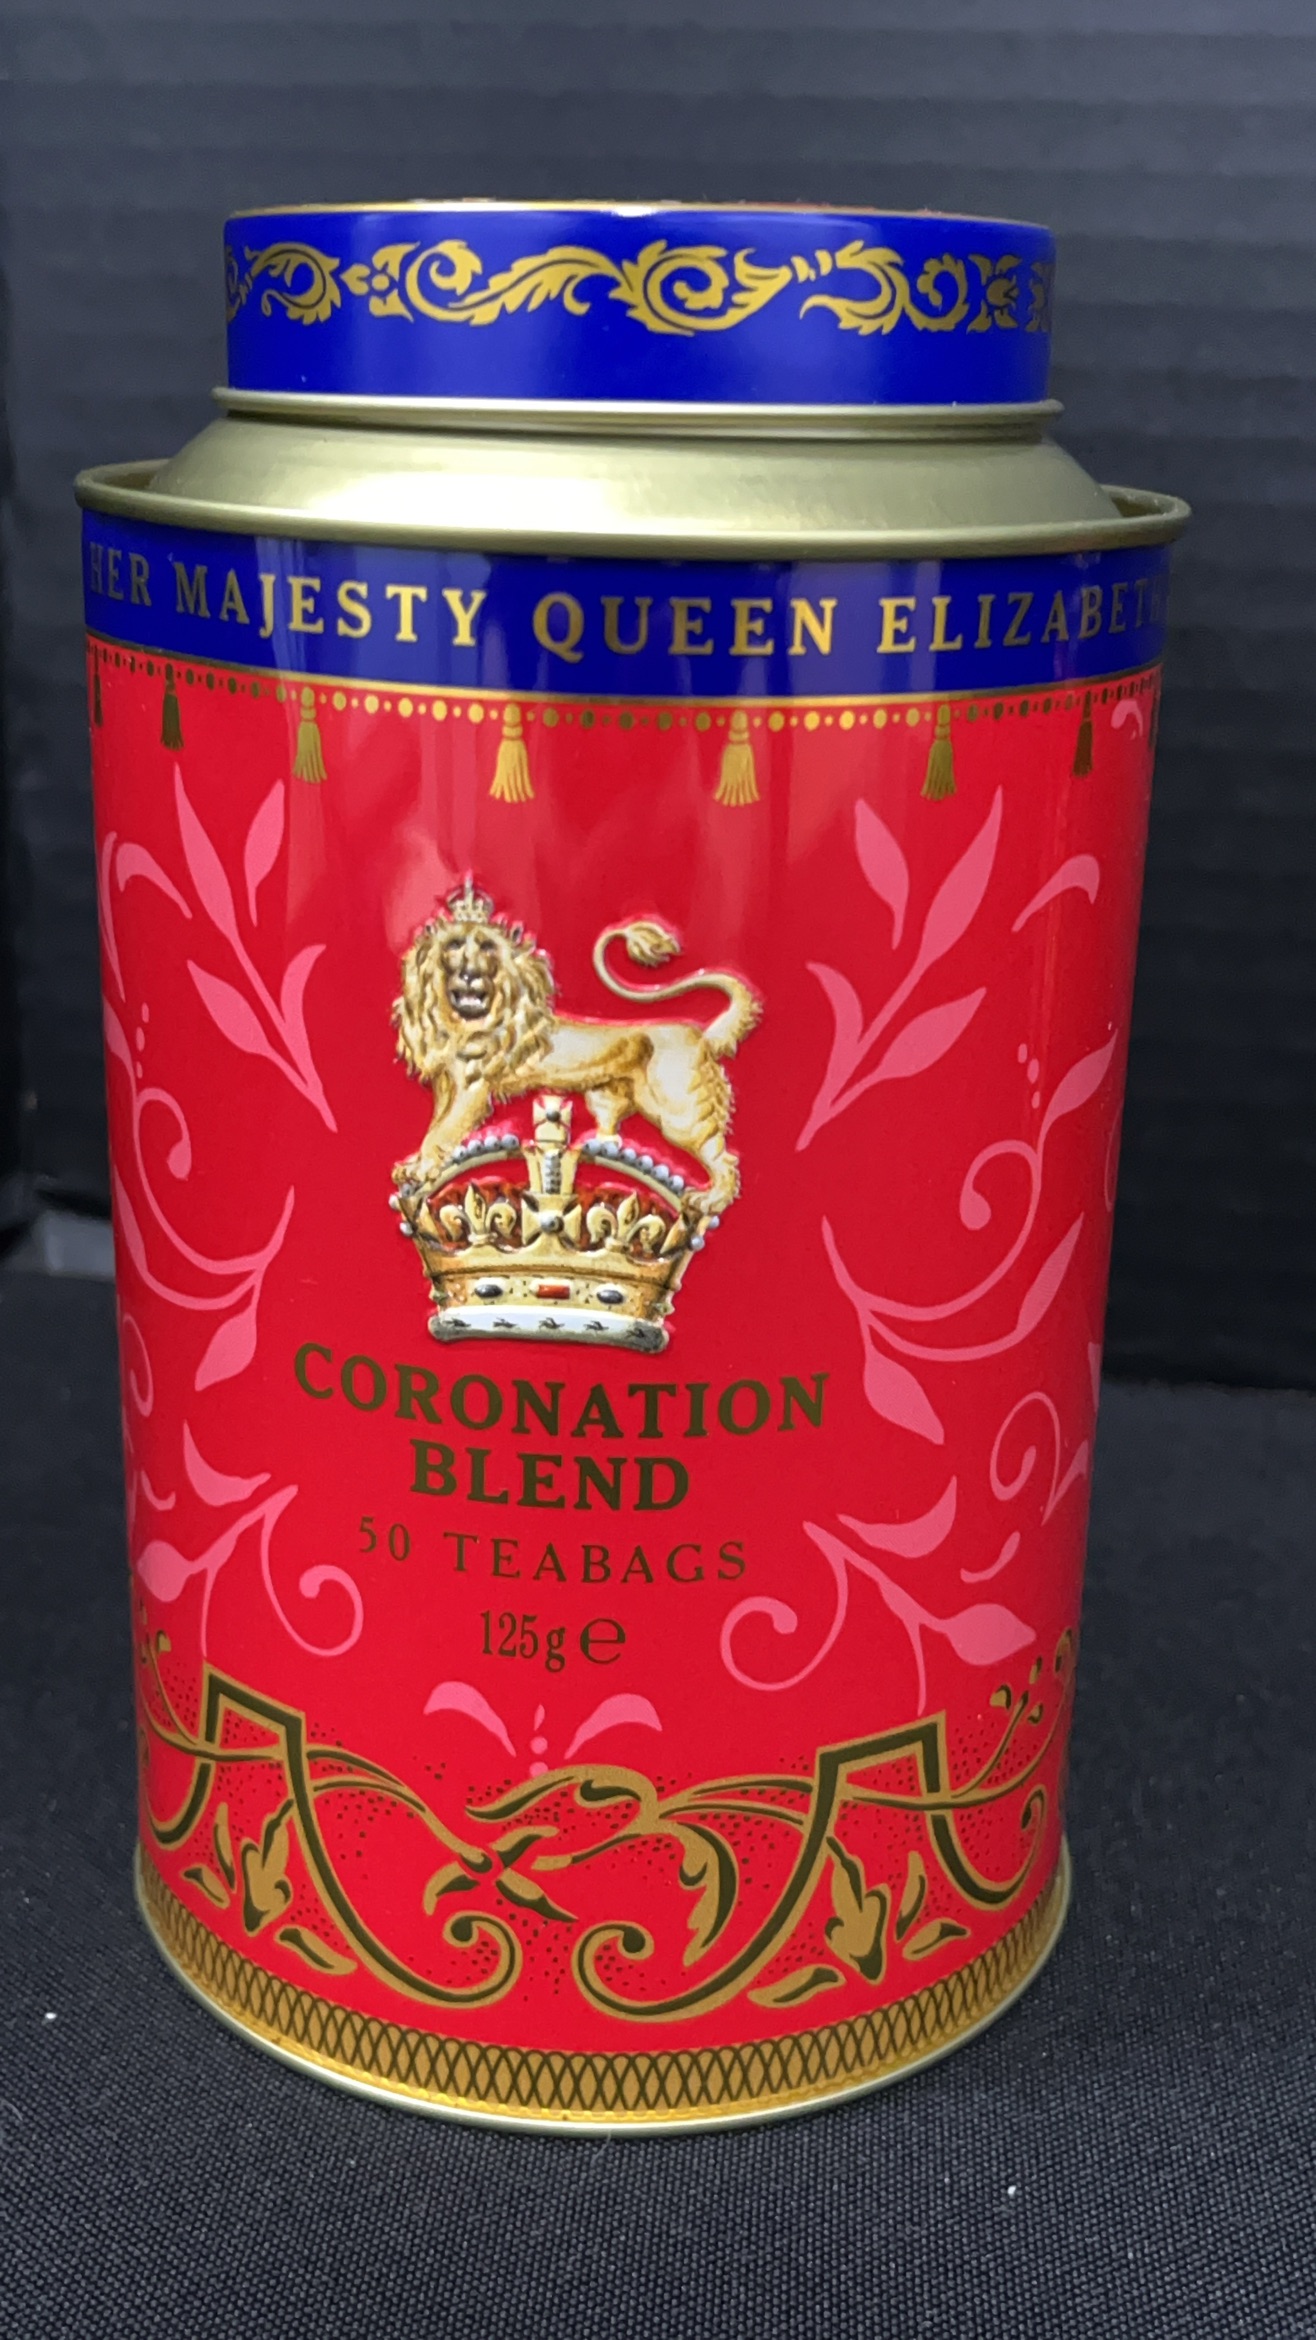 HER MAJESTY QUEEN ELIZABETH
CORONATION
BLEND
50 TEABAGS
125g ℮